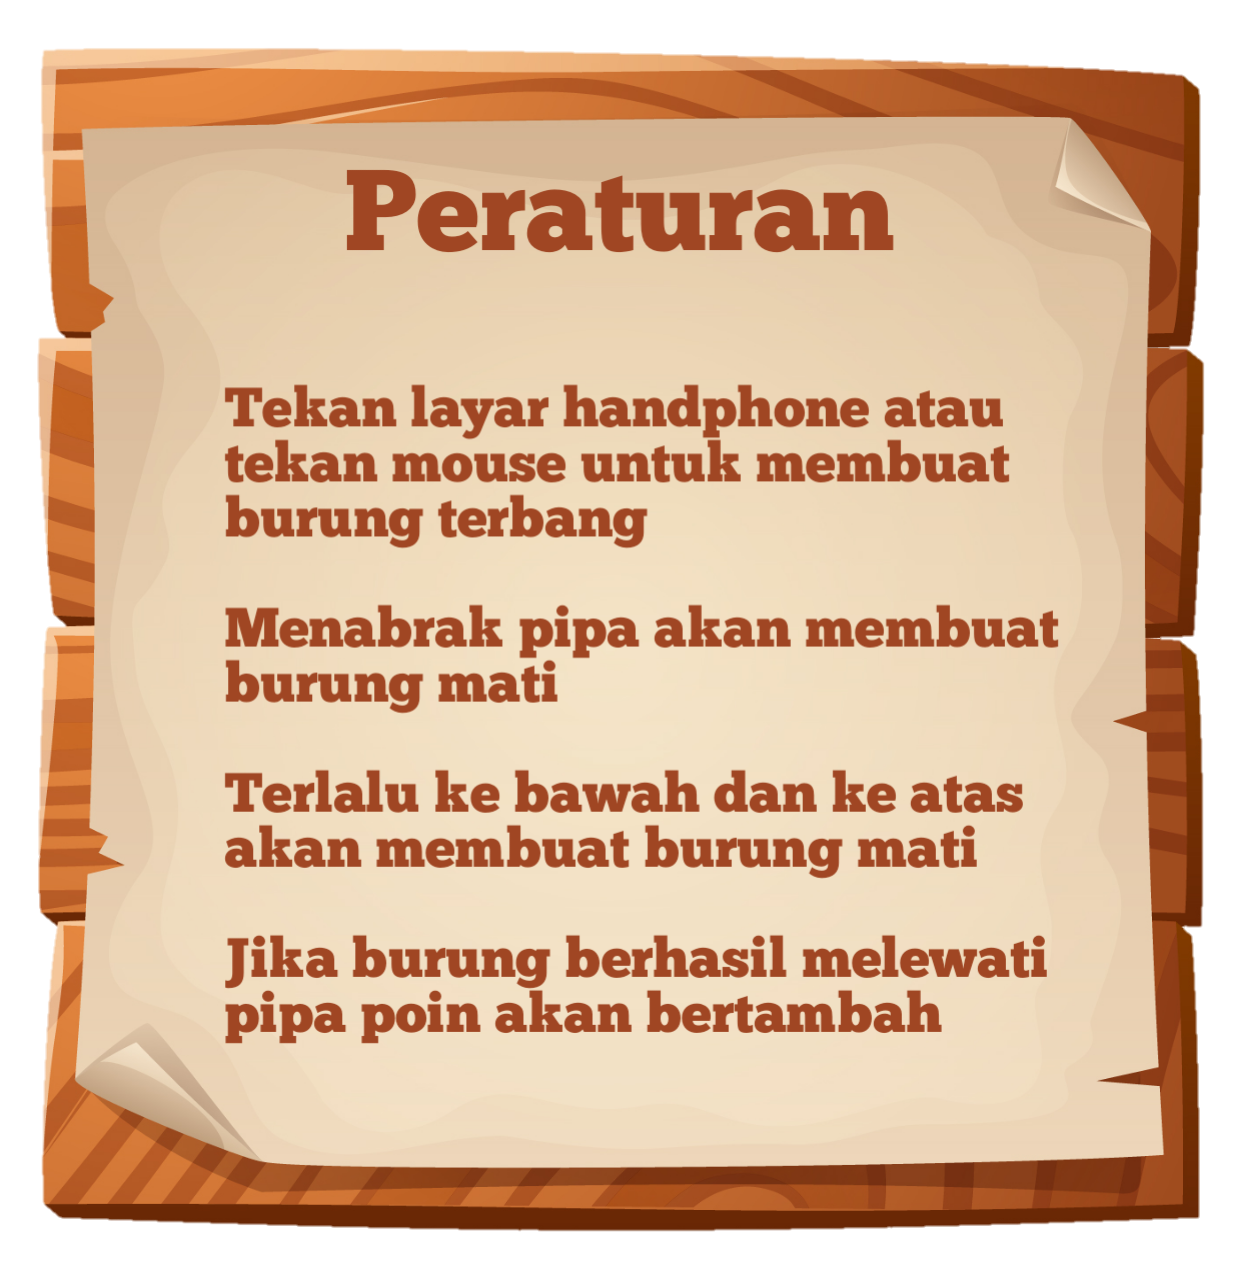 Peraturan
Tekan layar handphone atau
tekan mouse untuk membuat
burung terbang
Menabrak pipa akan membuat
burung mati
Terlalu ke bawah dan ke atas
akan membuat burung mati
Jika burung berhasil melewati
pipa poin akan bertambah